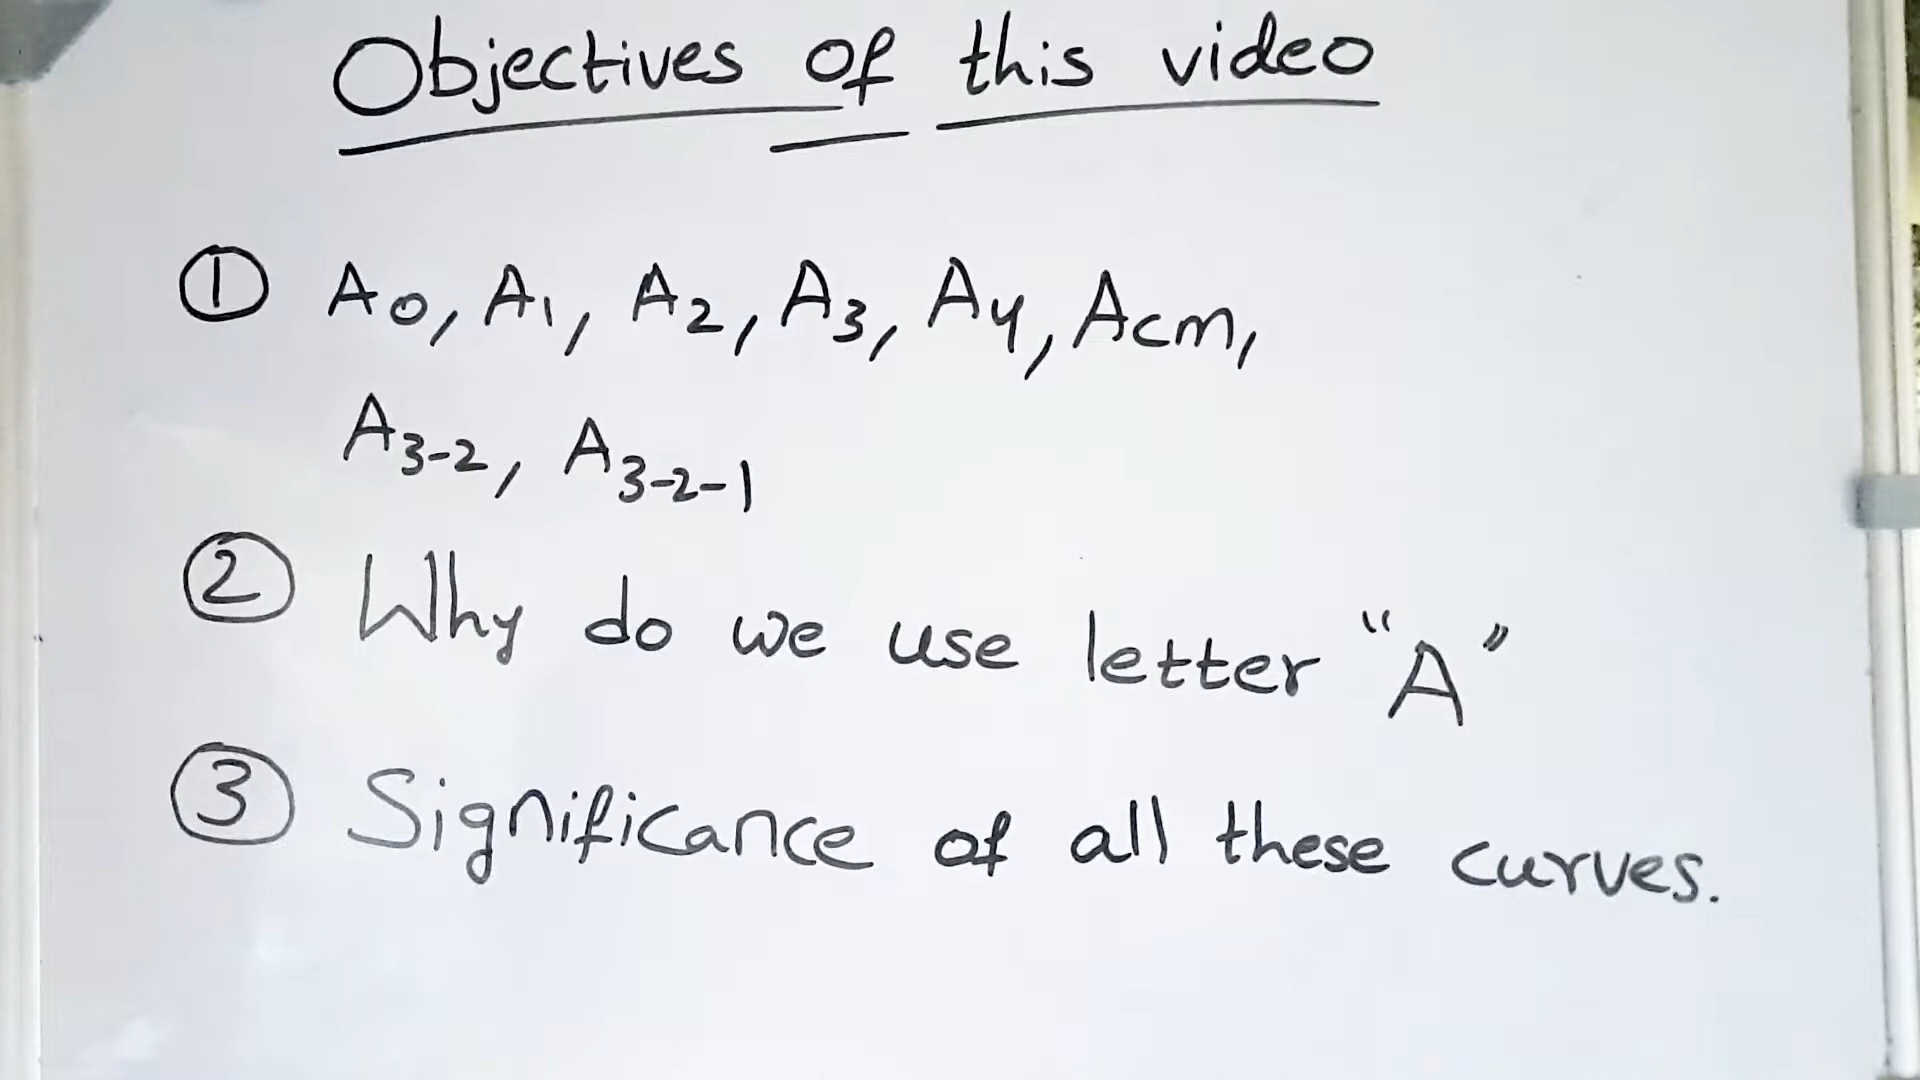 Objectives of this video
① A0, A1, A2, A3, A4, Acm,
A3-2, A3-2-1
② Why do we use letter "A"
③ Significance of all these curves.